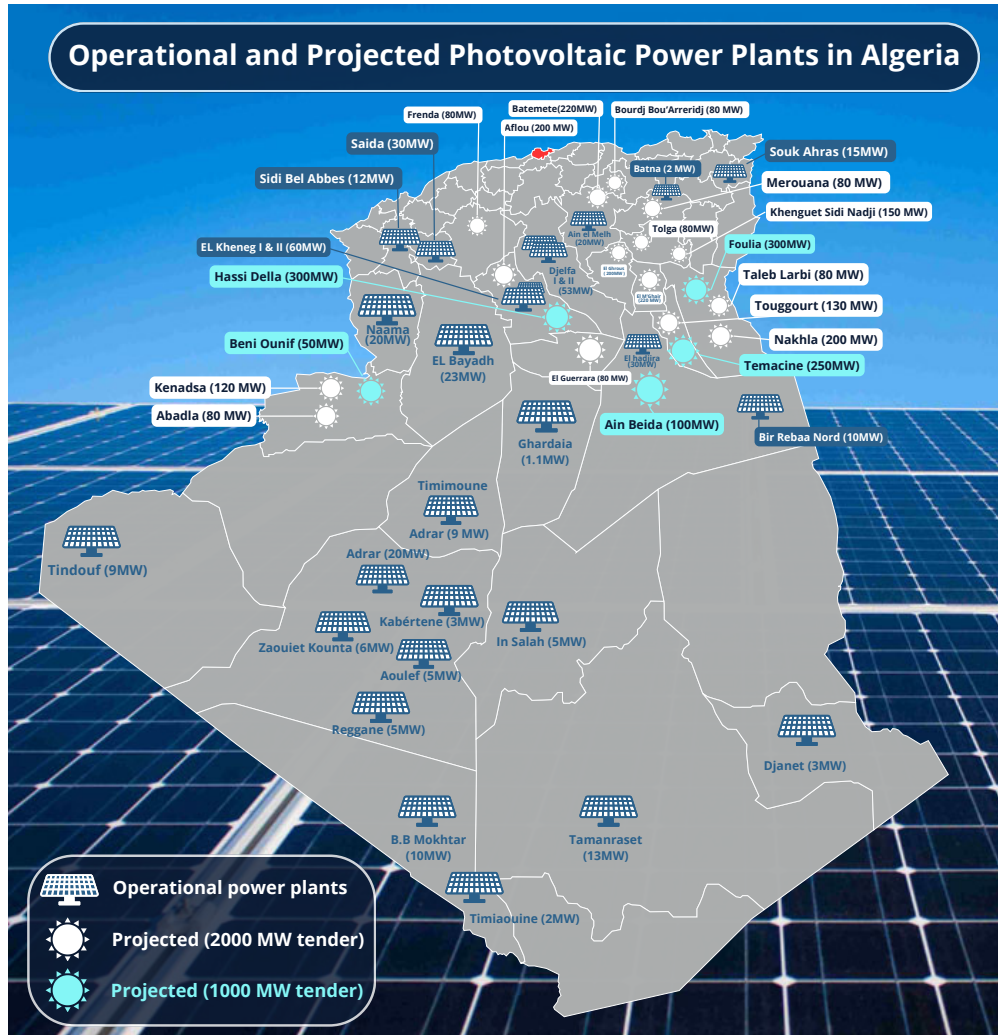 Operational and Projected Photovoltaic Power Plants in Algeria
Frenda (80MW)
Batemete(220MW)
Bourdj Bou'Arreridj (80 MW)
Aflou (200 MW)
Saida (30MW)
Souk Ahras (15MW)
Sidi Bel Abbes (12MW)
Batna (2 MW)
Merouana (80 MW)
Khenguet Sidi Nadji (150 MW)
Tolga (80MW)
Ain el Melh
(20MW)
EL Kheneg I & II (60MW)
Foulia (300MW)
Hassi Della (300MW)
Djelfa
I & II
(53MW)
Taleb Larbi (80 MW)
Touggourt (130 MW)
Naama
(20MW)
Beni Ounif (50MW)
EL Bayadh
(23MW)
El hadjira
(30MW)
Nakhla (200 MW)
Temacine (250MW)
El Guerrara (80 MW)
Kenadsa (120 MW)
Abadla (80 MW)
Ain Beida (100MW)
Bir Rebaa Nord (10MW)
Ghardaia
(1.1MW)
Timimoune
Adrar (9 MW)
Adrar (20MW)
Tindouf (9MW)
Kabértene (3MW)
Zaouiet Kounta (6MW)
In Salah (5MW)
Aoulef (5MW)
Reggane (5MW)
Djanet (3MW)
B.B Mokhtar
(10MW)
Tamanraset
(13MW)
Timiaouine (2MW)
Operational power plants
Projected (2000 MW tender)
Projected (1000 MW tender)